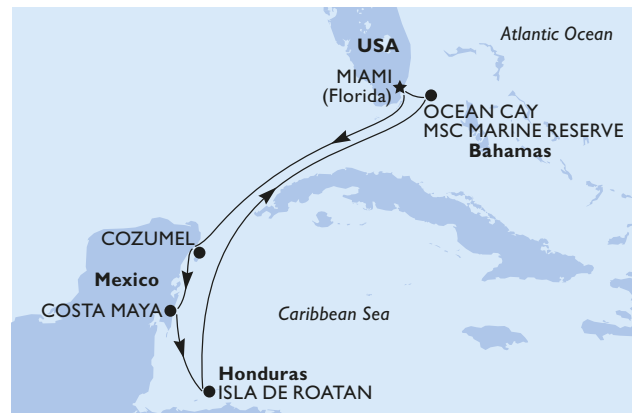 Atlantic Ocean
USA
MIAMI
(Florida)
OCEAN CAY
MSC MARINE RESERVE
Bahamas
COZUMEL
Mexico
COSTA MAYA
Caribbean Sea
Honduras
ISLA DE ROATAN